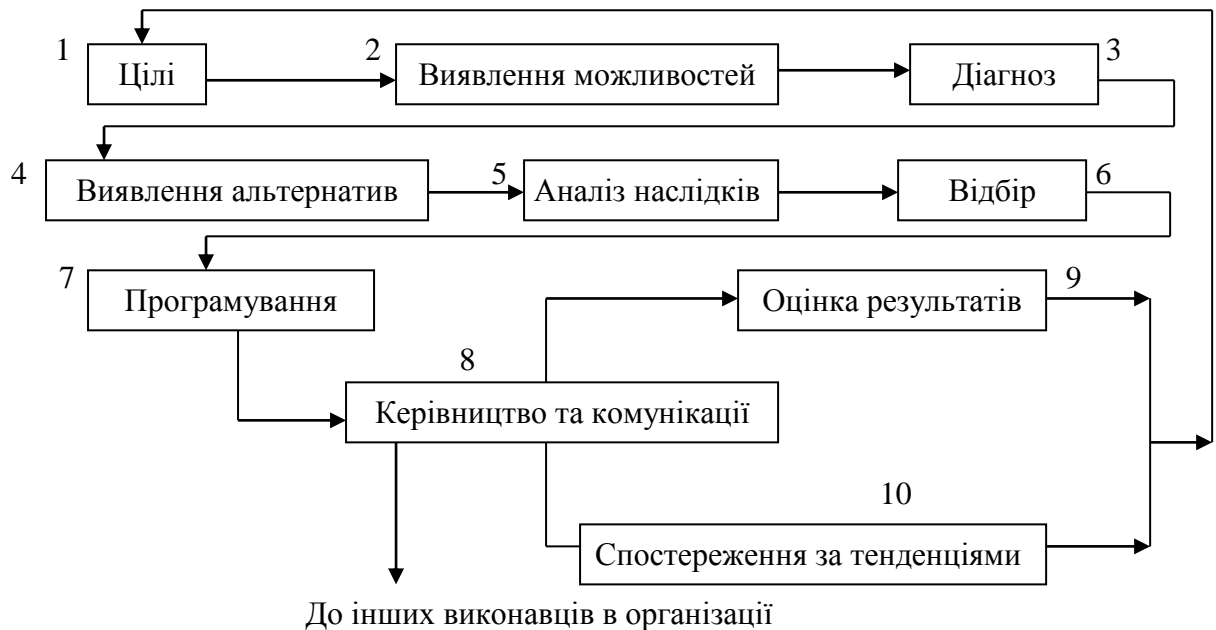 1 Цілі 2 Виявлення можливостей Діагноз 3
4 Виявлення альтернатив 5 Аналіз наслідків Відбір 6
7 Програмування Оцінка результатів 9
8
Керівництво та комунікації
10
Спостереження за тенденціями
До інших виконавців в організації